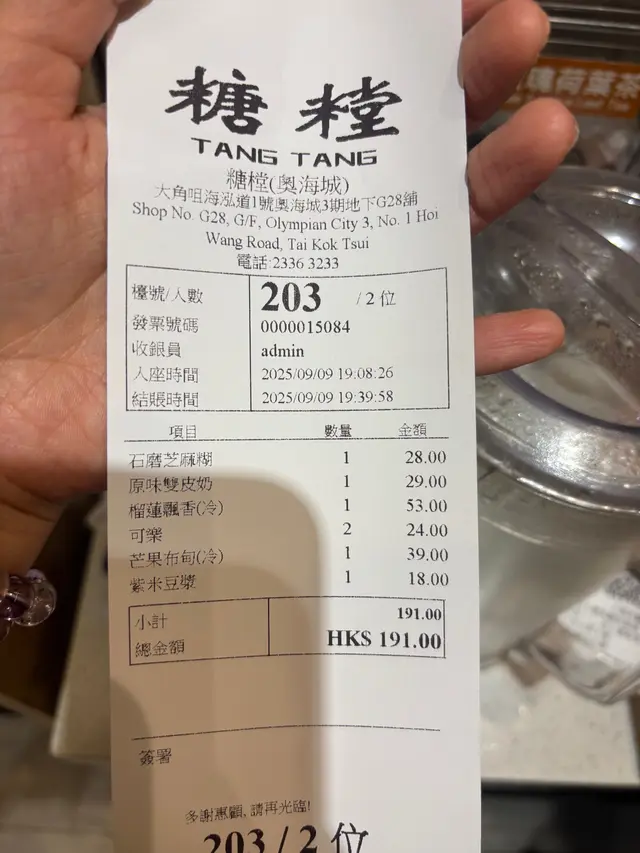 糖 樘
TANG TANG
糖樘(奧海城)
大角咀海泓道1號奧海城3期地下G28舖
Shop No. G28, G/F, Olympian City 3, No. 1 Hoi
Wang Road, Tai Kok Tsui
電話:2336 3233
檯號/人數 203 / 2 位
發票號碼 0000015084
收銀員 admin
入座時間 2025/09/09 19:08:26
結賬時間 2025/09/09 19:39:58
項目 數量 金額
石磨芝麻糊 1 28.00
原味雙皮奶 1 29.00
榴蓮飄香(冷) 1 53.00
可樂 2 24.00
芒果布甸(冷) 1 39.00
紫米豆漿 1 18.00
小計 191.00
總金額 HK$ 191.00
簽署
多謝惠顧, 請再光臨!
203 / 2 位
荷葉茶